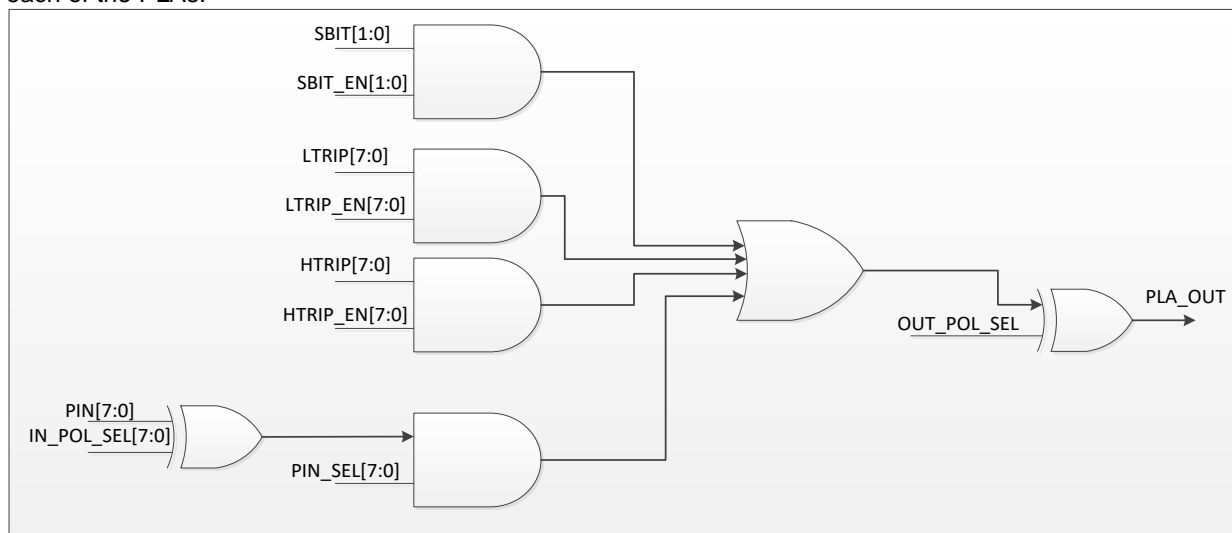 each of the PLAs.
SBIT[1:0]
SBIT_EN[1:0]
LTRIP[7:0]
LTRIP_EN[7:0]
HTRIP[7:0]
HTRIP_EN[7:0]
PIN[7:0]
IN_POL_SEL[7:0]
PIN_SEL[7:0]
OUT_POL_SEL
PLA_OUT